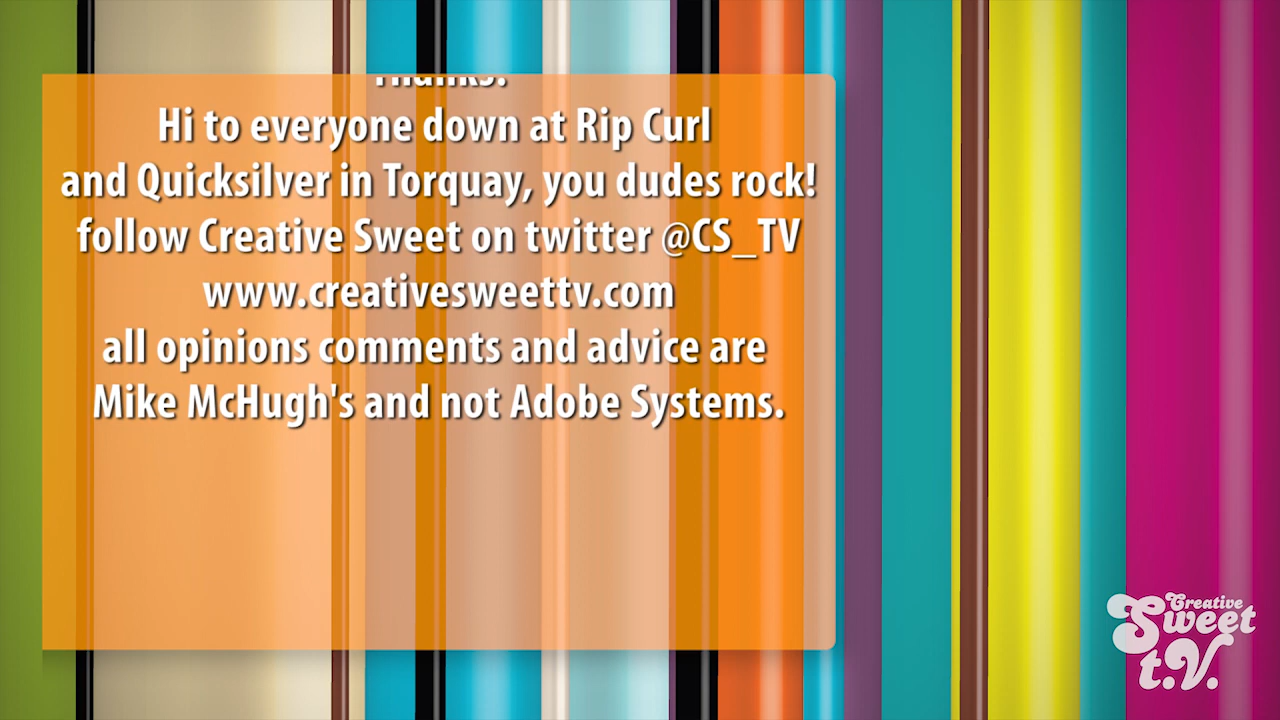 Thanks.
Hi to everyone down at Rip Curl
and Quicksilver in Torquay, you dudes rock!
follow Creative Sweet on twitter @CS_TV
www.creativesweettv.com
all opinions comments and advice are
Mike McHugh's and not Adobe Systems.
Creative
Sweet
t.V.